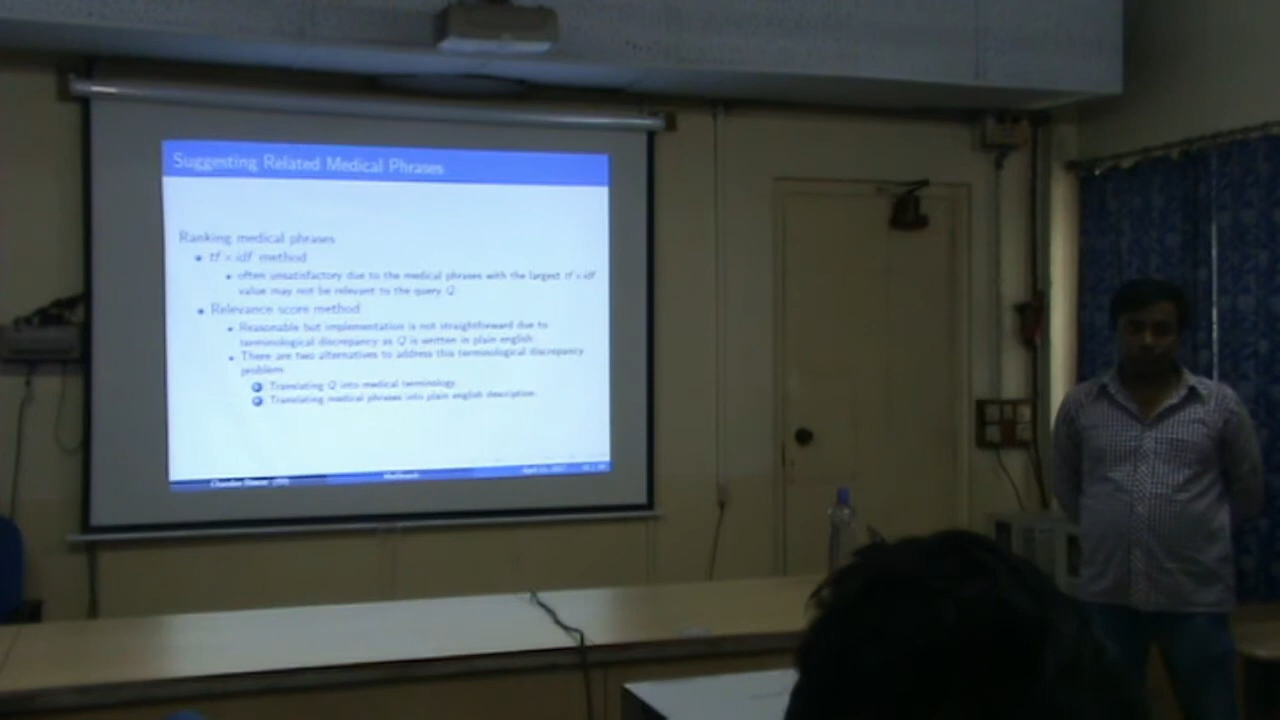 Suggesting Related Medical Phrases
Ranking medical phrases
tf × idf method
often unsatisfactory due to the medical phrases with the largest tf × idf
value may not be relevant to the query Q.
Relevance score method
Reasonable but implementation is not straightforward due to
terminological discrepancy as Q is written in plain english.
There are two alternatives to address this terminological discrepancy
problem
1 Translating Q into medical terminology.
2 Translating medical phrases into plain english description.